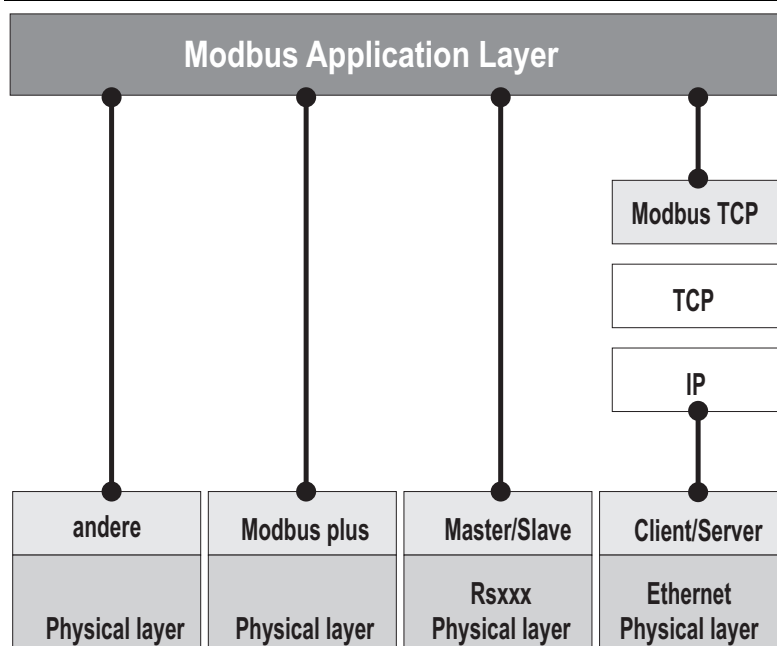 Modbus Application Layer
Modbus TCP
TCP
IP
andere
Physical layer
Modbus plus
Physical layer
Master/Slave
Rsxxx
Physical layer
Client/Server
Ethernet
Physical layer